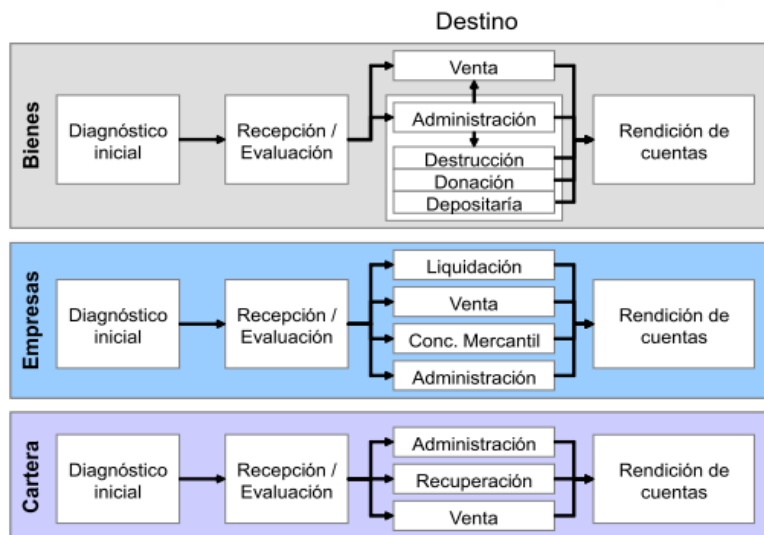 Destino
Bienes
Diagnóstico
inicial
Recepción /
Evaluación
Venta
Administración
Destrucción
Donación
Depositaría
Rendición de
cuentas
Empresas
Diagnóstico
inicial
Recepción /
Evaluación
Liquidación
Venta
Conc. Mercantil
Administración
Rendición de
cuentas
Cartera
Diagnóstico
inicial
Recepción /
Evaluación
Administración
Recuperación
Venta
Rendición de
cuentas